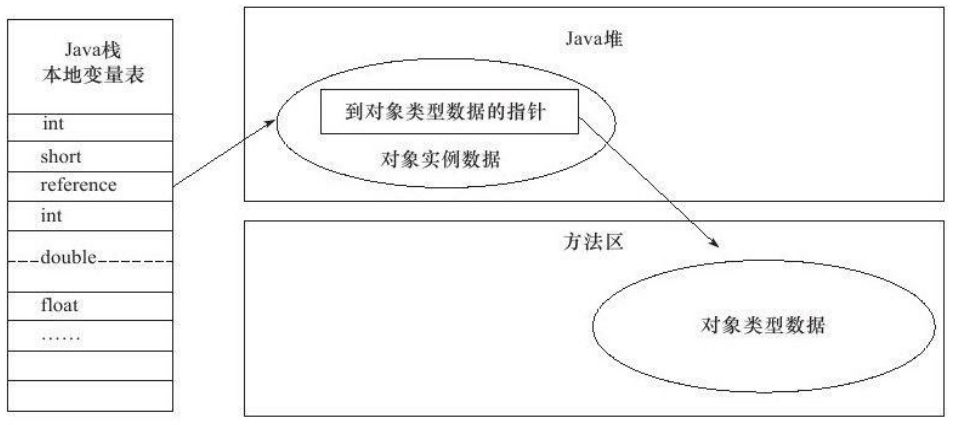 Java栈
本地变量表
int
short
reference
int
double
float
……
Java堆
到对象类型数据的指针
对象实例数据
方法区
对象类型数据